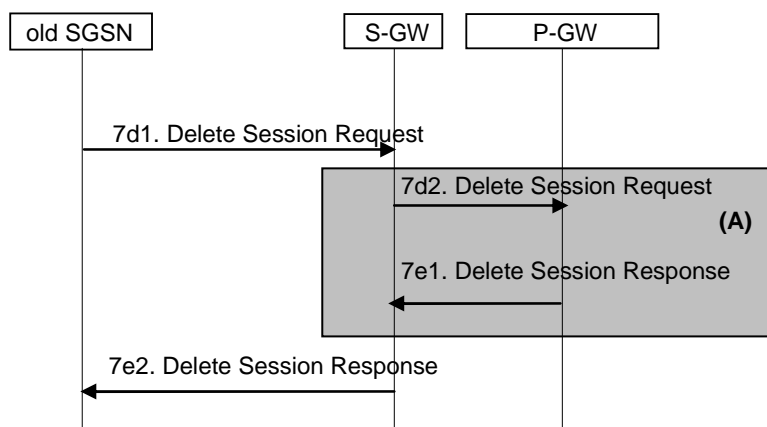 old SGSN
S-GW
P-GW
7d1. Delete Session Request
7d2. Delete Session Request
(A)
7e1. Delete Session Response
7e2. Delete Session Response